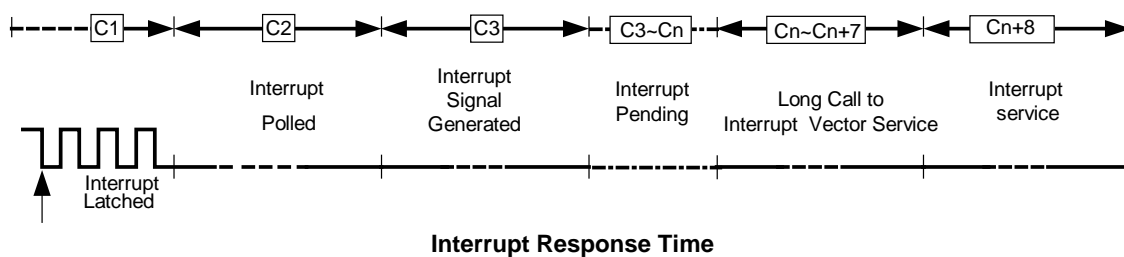 C1
C2
C3
C3~Cn
Cn~Cn+7
Cn+8
Interrupt
Polled
Interrupt
Signal
Generated
Interrupt
Pending
Long Call to
Interrupt Vector Service
Interrupt
service
Interrupt
Latched
Interrupt Response Time